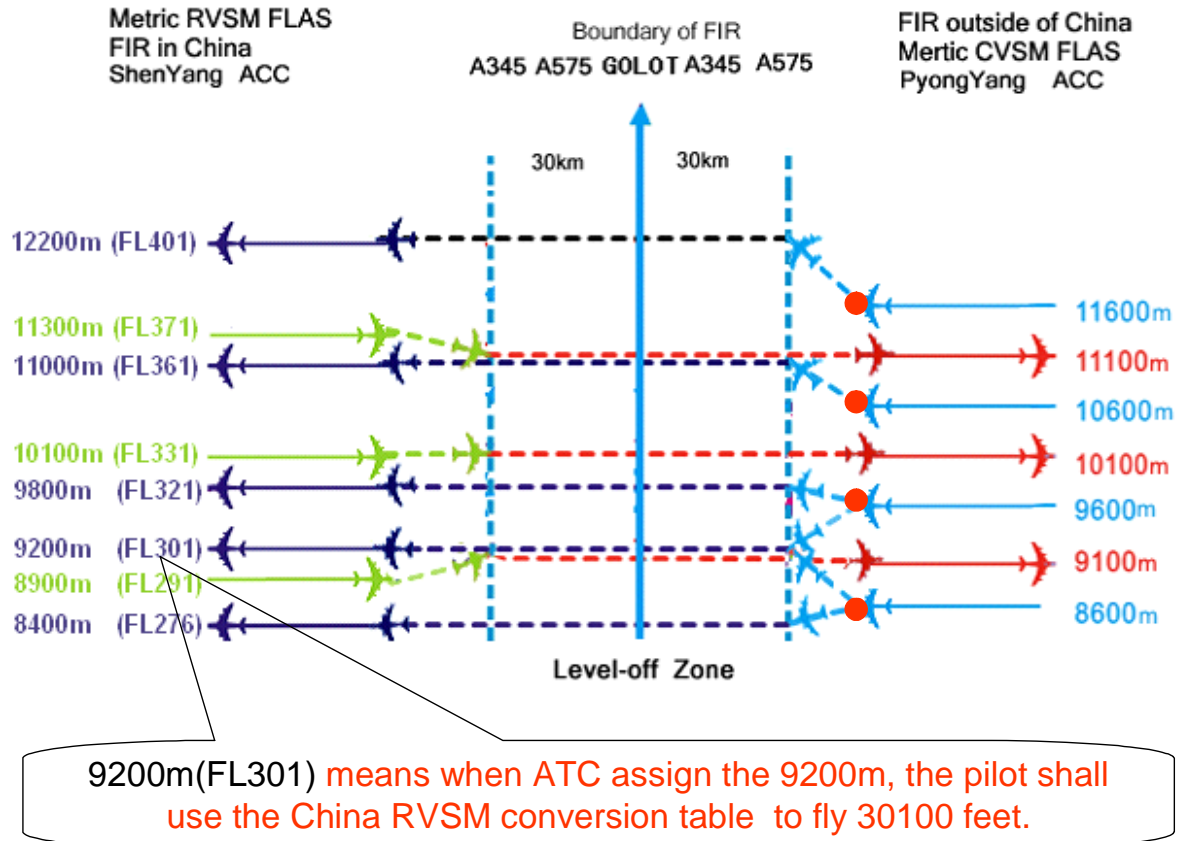 Metric RVSM FLAS
FIR in China
ShenYang ACC
Boundary of FIR
A345 A575 GOLOT A345 A575
FIR outside of China
Mertic CVSM FLAS
PyongYang ACC
30km 30km
12200m (FL401)
11300m (FL371)
11000m (FL361)
10100m (FL331)
9800m (FL321)
9200m (FL301)
8900m (FL291)
8400m (FL276)
11600m
11100m
10600m
10100m
9600m
9100m
8600m
Level-off Zone
9200m(FL301) means when ATC assign the 9200m, the pilot shall
use the China RVSM conversion table to fly 30100 feet.